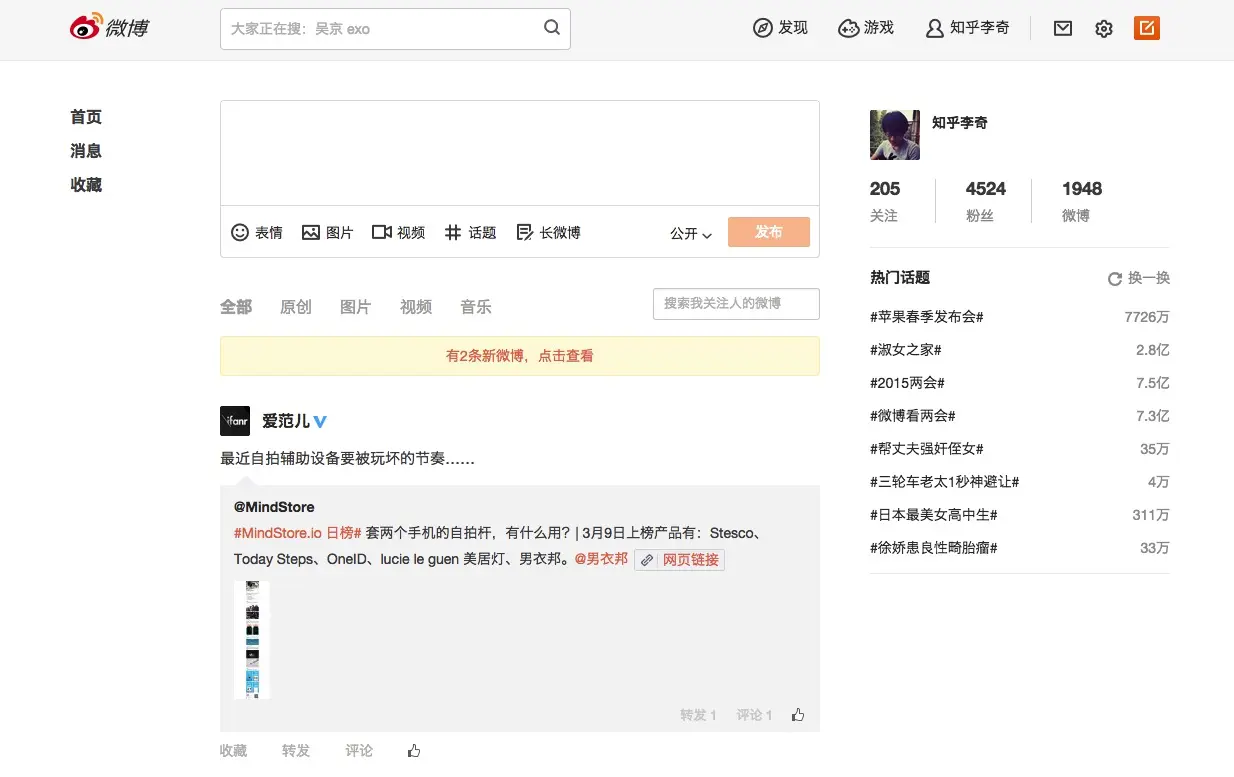 微博
大家正在搜：吴京 exo
发现
游戏
知乎李奇
首页
消息
收藏
表情
图片
视频
话题
长微博
公开
发布
全部
原创
图片
视频
音乐
搜索我关注人的微博
有2条新微博，点击查看
ifanr
爱范儿
V
最近自拍辅助设备要被玩坏的节奏……
@MindStore
#MindStore.io 日榜# 套两个手机的自拍杆，有什么用？| 3月9日上榜产品有：Stesco、
Today Steps、OneID、lucie le guen 美居灯、男衣邦。@男衣邦 网页链接
转发 1
评论 1
收藏
转发
评论
知乎李奇
205
4524
1948
关注
粉丝
微博
热门话题
换一换
#苹果春季发布会# 7726万
#淑女之家# 2.8亿
#2015两会# 7.5亿
#微博看两会# 7.3亿
#帮丈夫强奸侄女# 35万
#三轮车老太1秒神避让# 4万
#日本最美女高中生# 311万
#徐娇患良性畸胎瘤# 33万